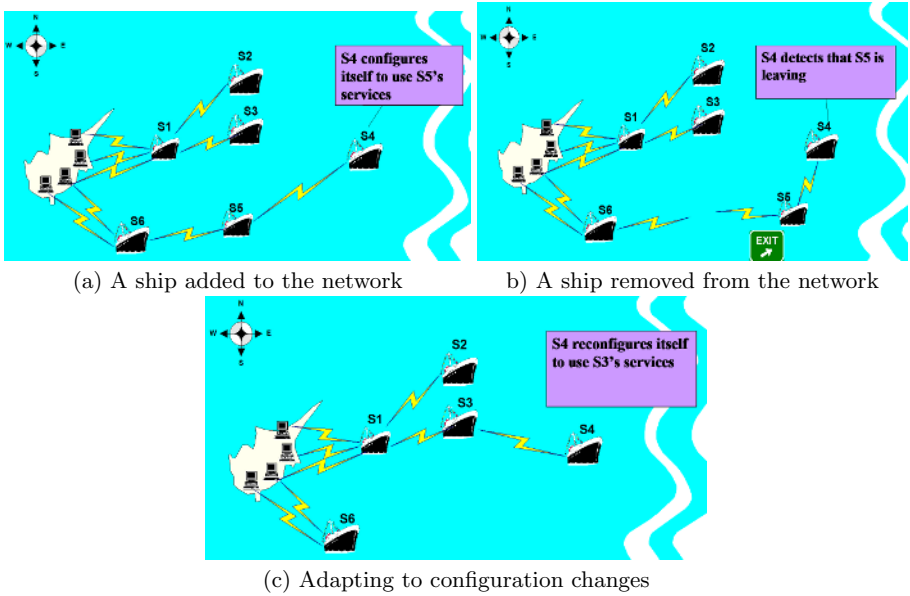 N
W E
S
S2
S4 configures
itself to use S5's
services
S3
S1
S4
S5
S6
(a) A ship added to the network
N
W E
S
S2
S4 detects that S5 is
leaving
S3
S1
S4
S5
S6
EXIT
b) A ship removed from the network
N
W E
S
S2
S4 reconfigures itself
to use S3's services
S3
S1
S4
S6
(c) Adapting to configuration changes